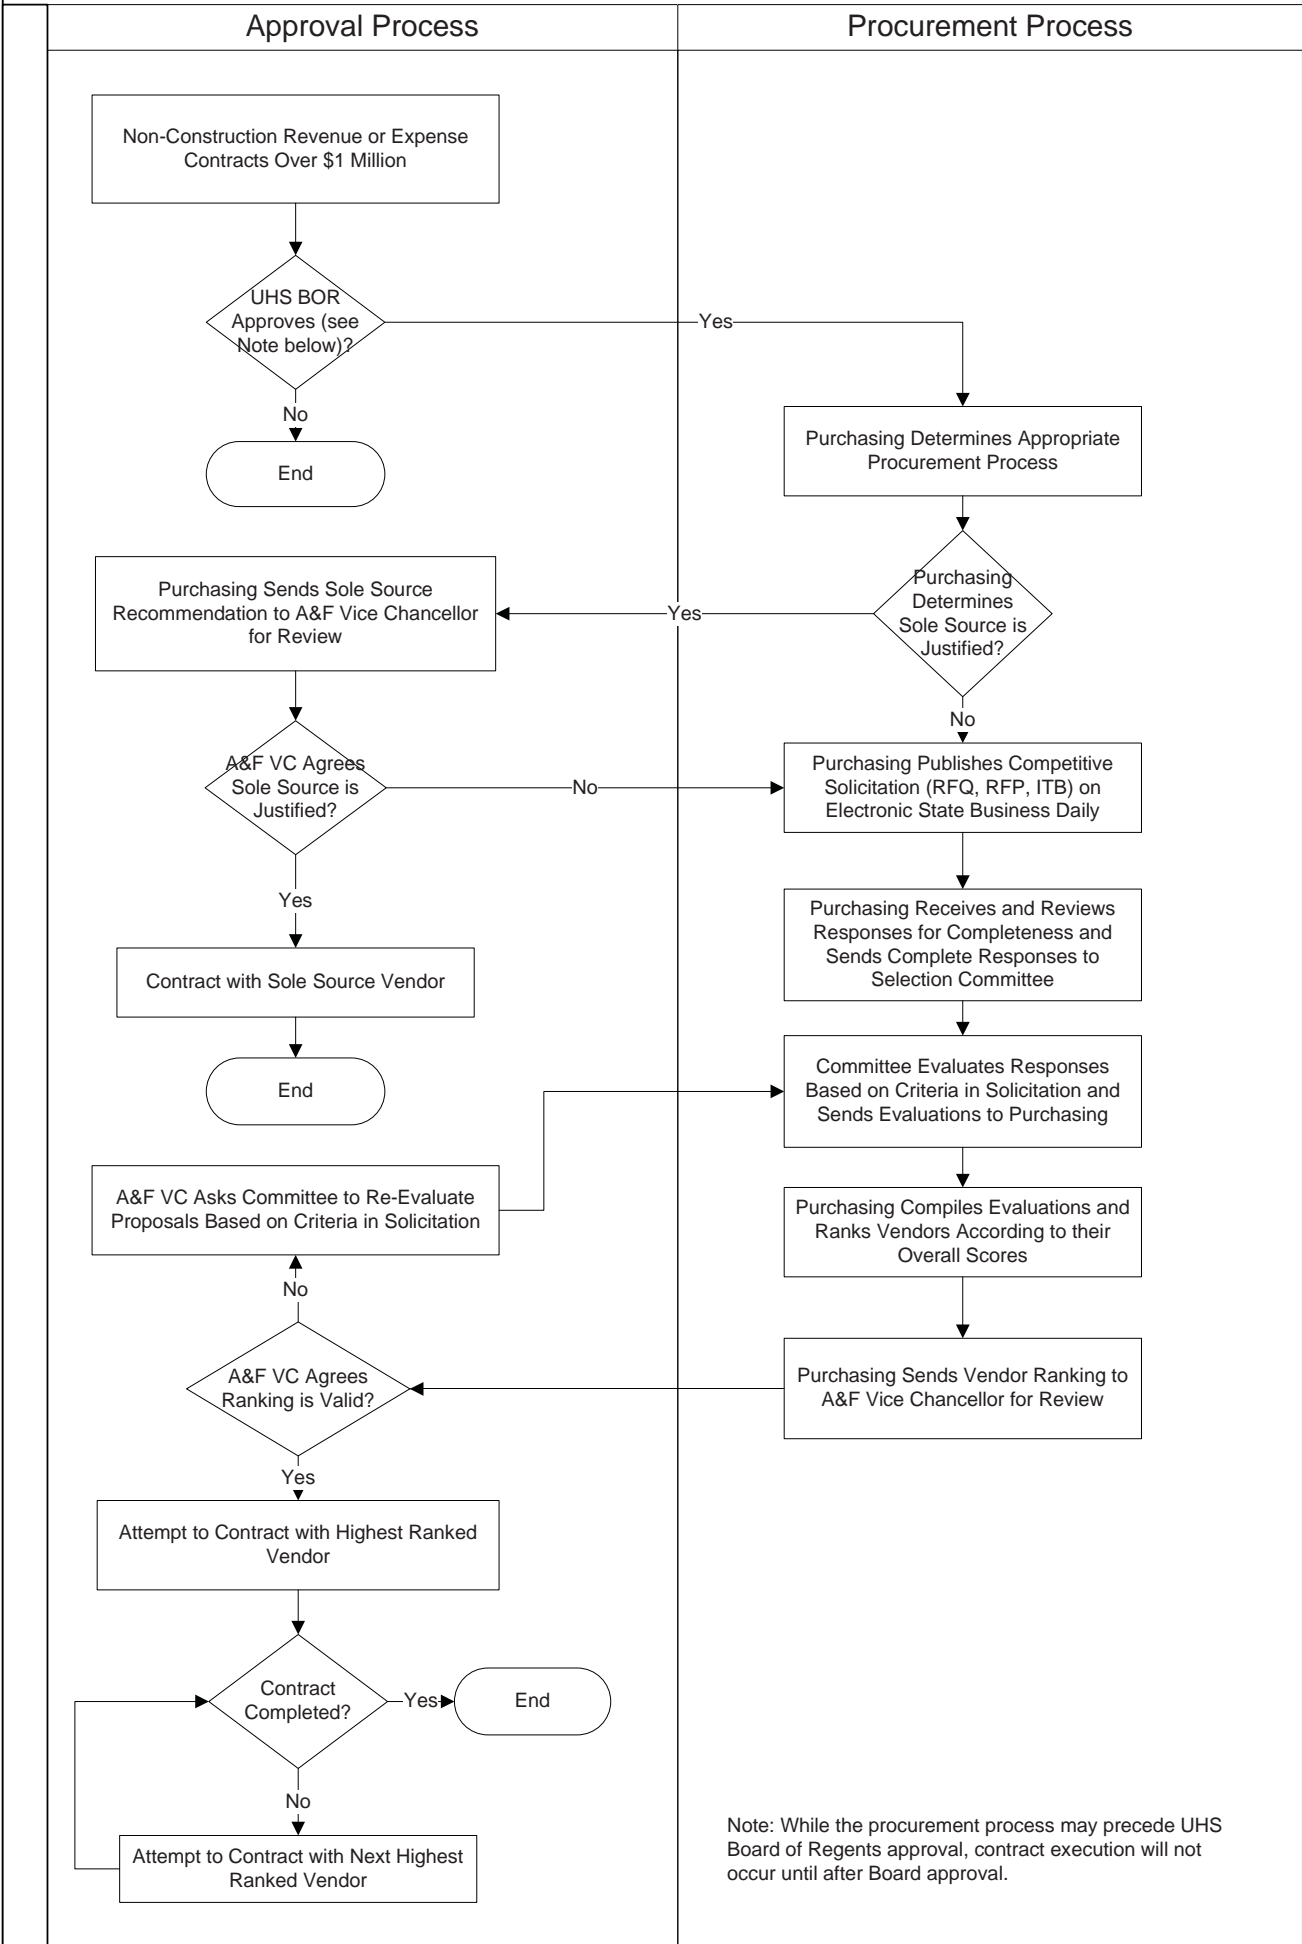 Approval Process
Procurement Process
Non-Construction Revenue or Expense
Contracts Over $1 Million
UHS BOR
Approves (see
Note below)?
Yes
No
End
Purchasing Determines Appropriate
Procurement Process
Purchasing
Determines
Sole Source is
Justified?
Yes
No
Purchasing Sends Sole Source
Recommendation to A&F Vice Chancellor
for Review
A&F VC Agrees
Sole Source is
Justified?
No
Yes
Purchasing Publishes Competitive
Solicitation (RFQ, RFP, ITB) on
Electronic State Business Daily
Contract with Sole Source Vendor
End
Purchasing Receives and Reviews
Responses for Completeness and
Sends Complete Responses to
Selection Committee
Committee Evaluates Responses
Based on Criteria in Solicitation and
Sends Evaluations to Purchasing
A&F VC Asks Committee to Re-Evaluate
Proposals Based on Criteria in Solicitation
Purchasing Compiles Evaluations and
Ranks Vendors According to their
Overall Scores
No
A&F VC Agrees
Ranking is Valid?
Purchasing Sends Vendor Ranking to
A&F Vice Chancellor for Review
Yes
Attempt to Contract with Highest Ranked
Vendor
Contract
Completed?
Yes
End
No
Attempt to Contract with Next Highest
Ranked Vendor
Note: While the procurement process may precede UHS
Board of Regents approval, contract execution will not
occur until after Board approval.